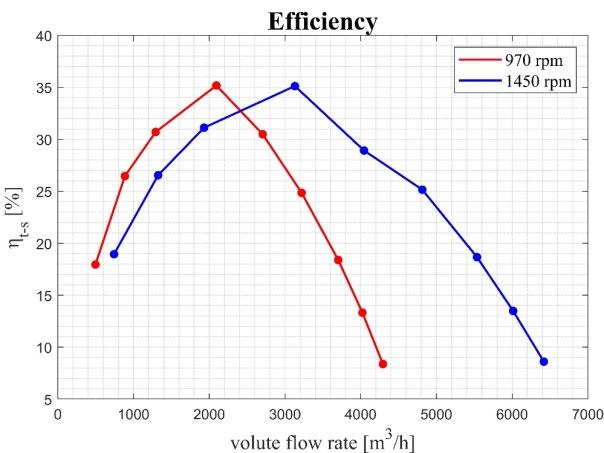 Efficiency
970 rpm
1450 rpm
40
35
30
25
20
15
10
5
η_t-s [%]
0 1000 2000 3000 4000 5000 6000 7000
volute flow rate [m³/h]